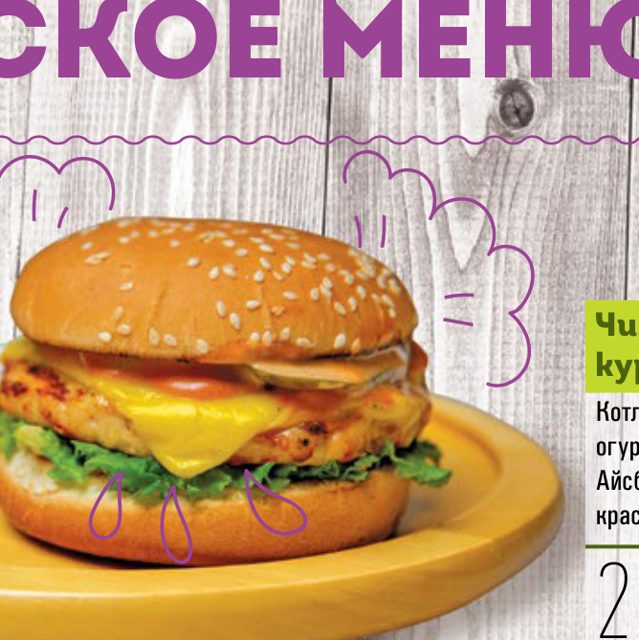 СКОЕ МЕНЮ
Чи
кур
Котл
огур
Айсб
крас
2